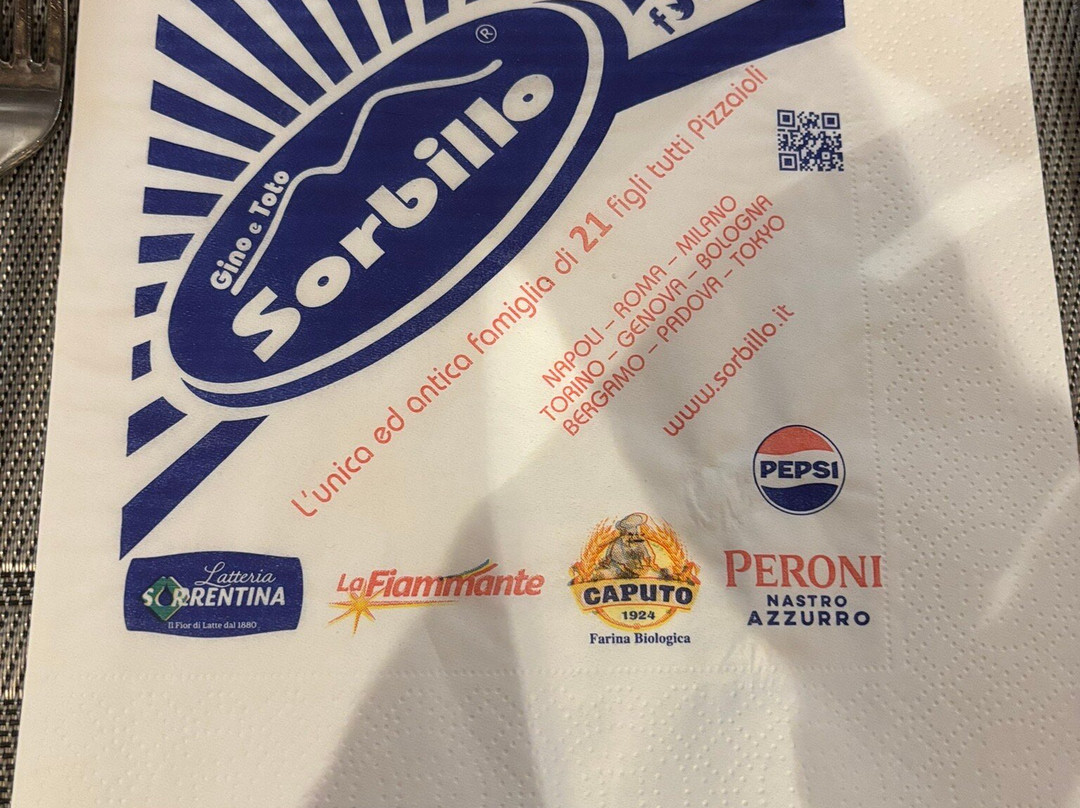 Gino e Toto
Sorbillo
®
L'unica ed antica famiglia di 21 figli tutti Pizzaioli
NAPOLI - ROMA - MILANO
TORINO - GENOVA - BOLOGNA
BERGAMO - PADOVA - TOKYO
www.sorbillo.it
PEPSI
Latteria
SORRENTINA
Il Fior di Latte dal 1880
La Fiammante
CAPUTO
1924
Farina Biologica
PERONI
NASTRO
AZZURRO